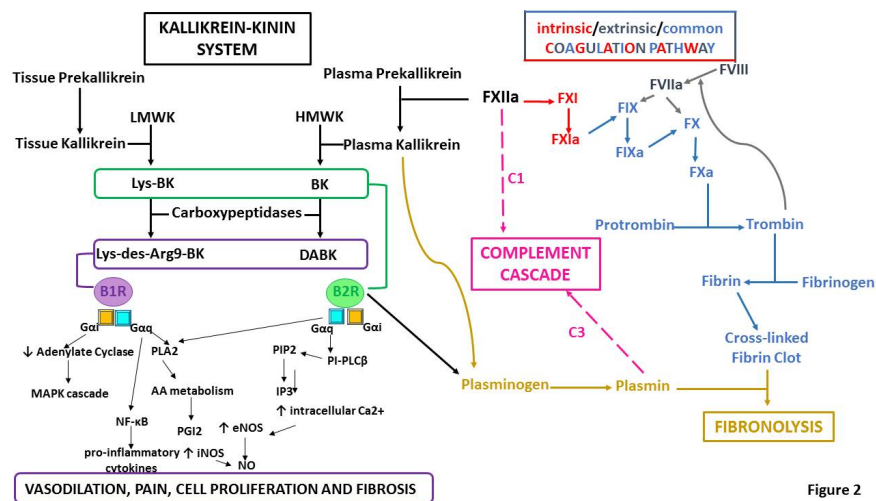 KALLIKREIN-KININ
SYSTEM
intrinsic/extrinsic/common
COAGULATION PATHWAY
Tissue Prekallikrein
Plasma Prekallikrein
FXIIa
FXI
FXIa
FIX
FIXa
FVIIa
FVIII
FX
FXa
LMWK
HMWK
Tissue Kallikrein
Plasma Kallikrein
Lys-BK
BK
Carboxypeptidases
C1
Lys-des-Arg9-BK
DABK
Protrombin
Trombin
COMPLEMENT
CASCADE
B1R
B2R
Fibrin
Fibrinogen
Gαi
Gαq
Gαq
Gαi
↓ Adenylate Cyclase
PLA2
PIP2
PI-PLCβ
C3
Cross-linked
Fibrin Clot
MAPK cascade
AA metabolism
IP3
Plasminogen
Plasmin
NF-κB
PGI2
↑ eNOS
↑ intracellular Ca2+
FIBRONOLYSIS
pro-inflammatory
cytokines
↑ iNOS
NO
VASODILATION, PAIN, CELL PROLIFERATION AND FIBROSIS
Figure 2